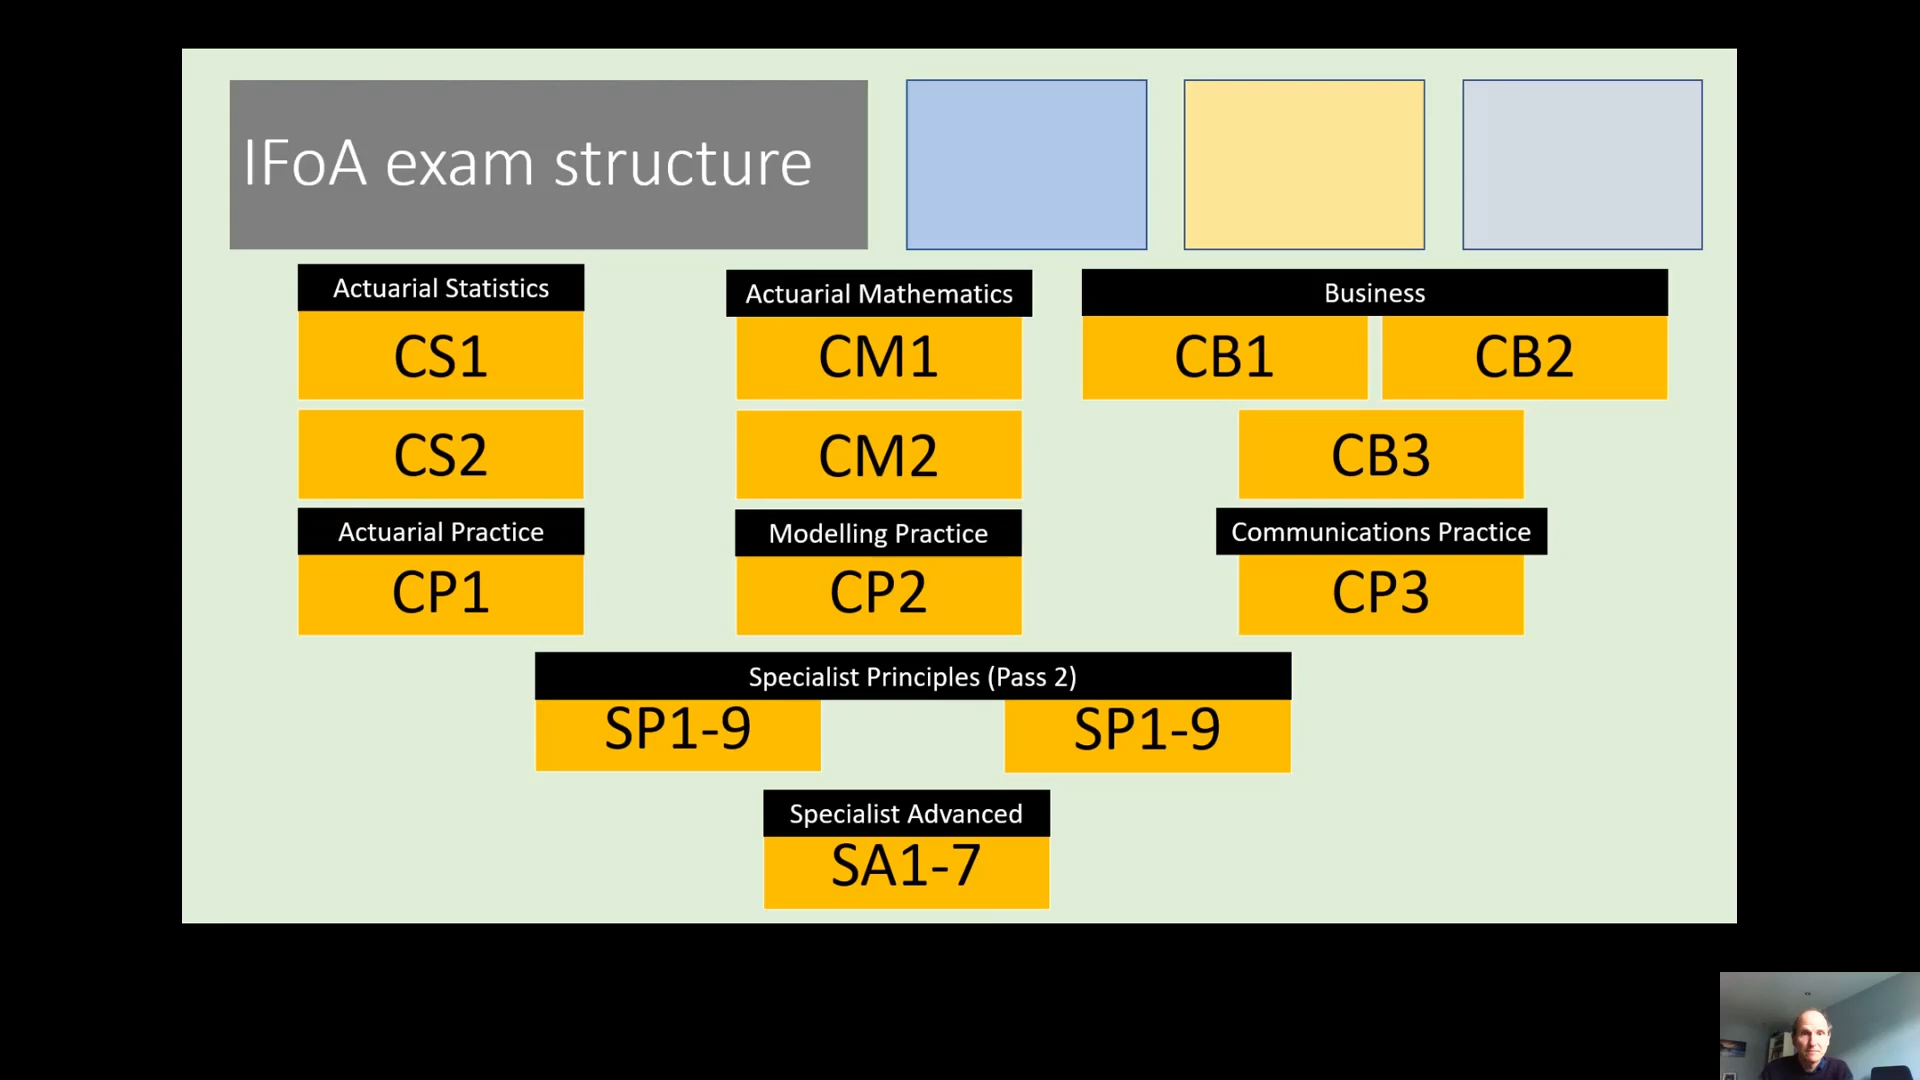 IFoA exam structure
Actuarial Statistics
Actuarial Mathematics
Business
CS1
CM1
CB1
CB2
CS2
CM2
CB3
Actuarial Practice
Modelling Practice
Communications Practice
CP1
CP2
CP3
Specialist Principles (Pass 2)
SP1-9
SP1-9
Specialist Advanced
SA1-7